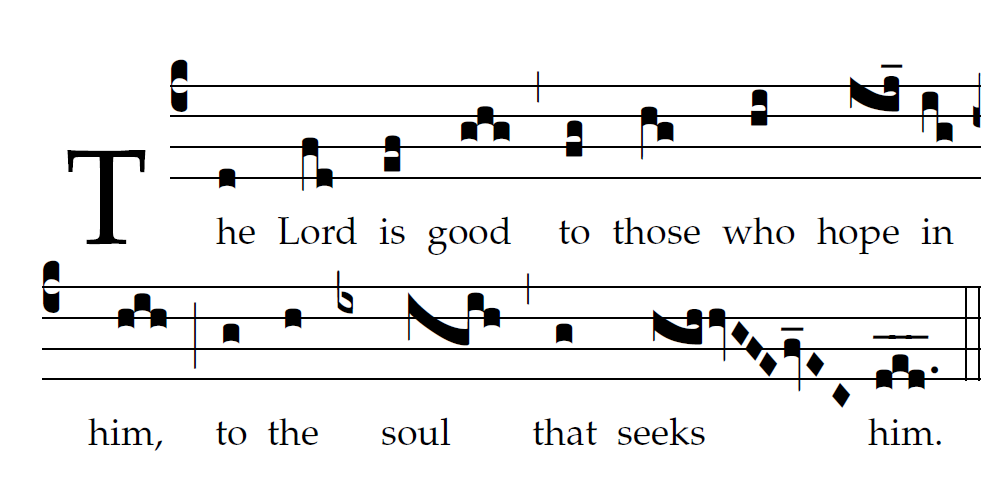 The Lord is good to those who hope in
him, to the soul that seeks him.